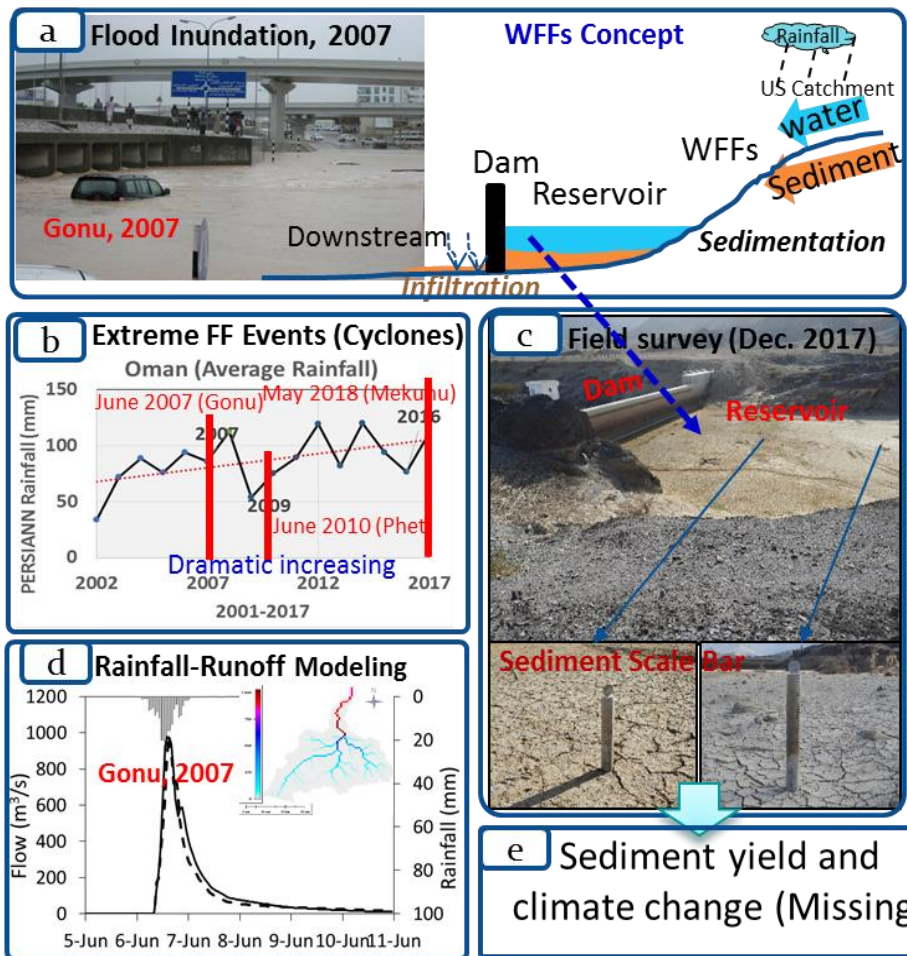 a
Flood Inundation, 2007
Gonu, 2007
WFFs Concept
Rainfall
US Catchment
water
WFFs
Sediment
Dam
Reservoir
Downstream
Sedimentation
Infiltration
b
Extreme FF Events (Cyclones)
Oman (Average Rainfall)
PERSIANN Rainfall (mm)
150
100
50
0
June 2007 (Gonu)
May 2018 (Mekunu)
2007
2016
2009
June 2010 (Phet
Dramatic increasing
2002 2007 2012 2017
2001-2017
c
Field survey (Dec. 2017)
Dam
Reservoir
Sediment Scale Bar
d
Rainfall-Runoff Modeling
Flow (m³/s)
1200
1000
800
600
400
200
0
Gonu, 2007
N
0
20
40
60
80
100
Rainfall (mm)
5-Jun 6-Jun 7-Jun 8-Jun 9-Jun 10-Jun 11-Jun
e
Sediment yield and
climate change (Missing